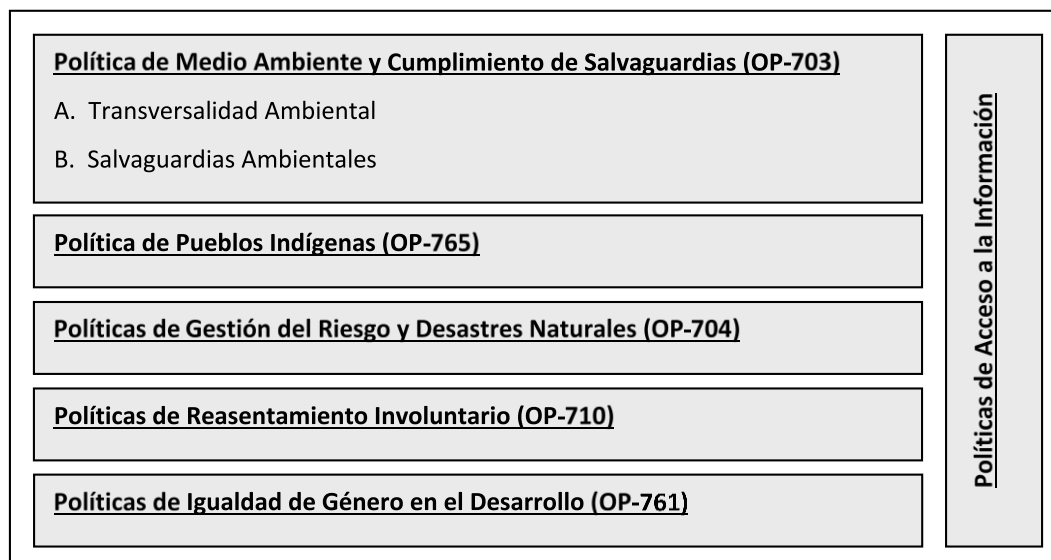 Política de Medio Ambiente y Cumplimiento de Salvaguardias (OP-703)
A. Transversalidad Ambiental
B. Salvaguardias Ambientales
Política de Pueblos Indígenas (OP-765)
Políticas de Gestión del Riesgo y Desastres Naturales (OP-704)
Políticas de Reasentamiento Involuntario (OP-710)
Políticas de Igualdad de Género en el Desarrollo (OP-761)
Políticas de Acceso a la Información